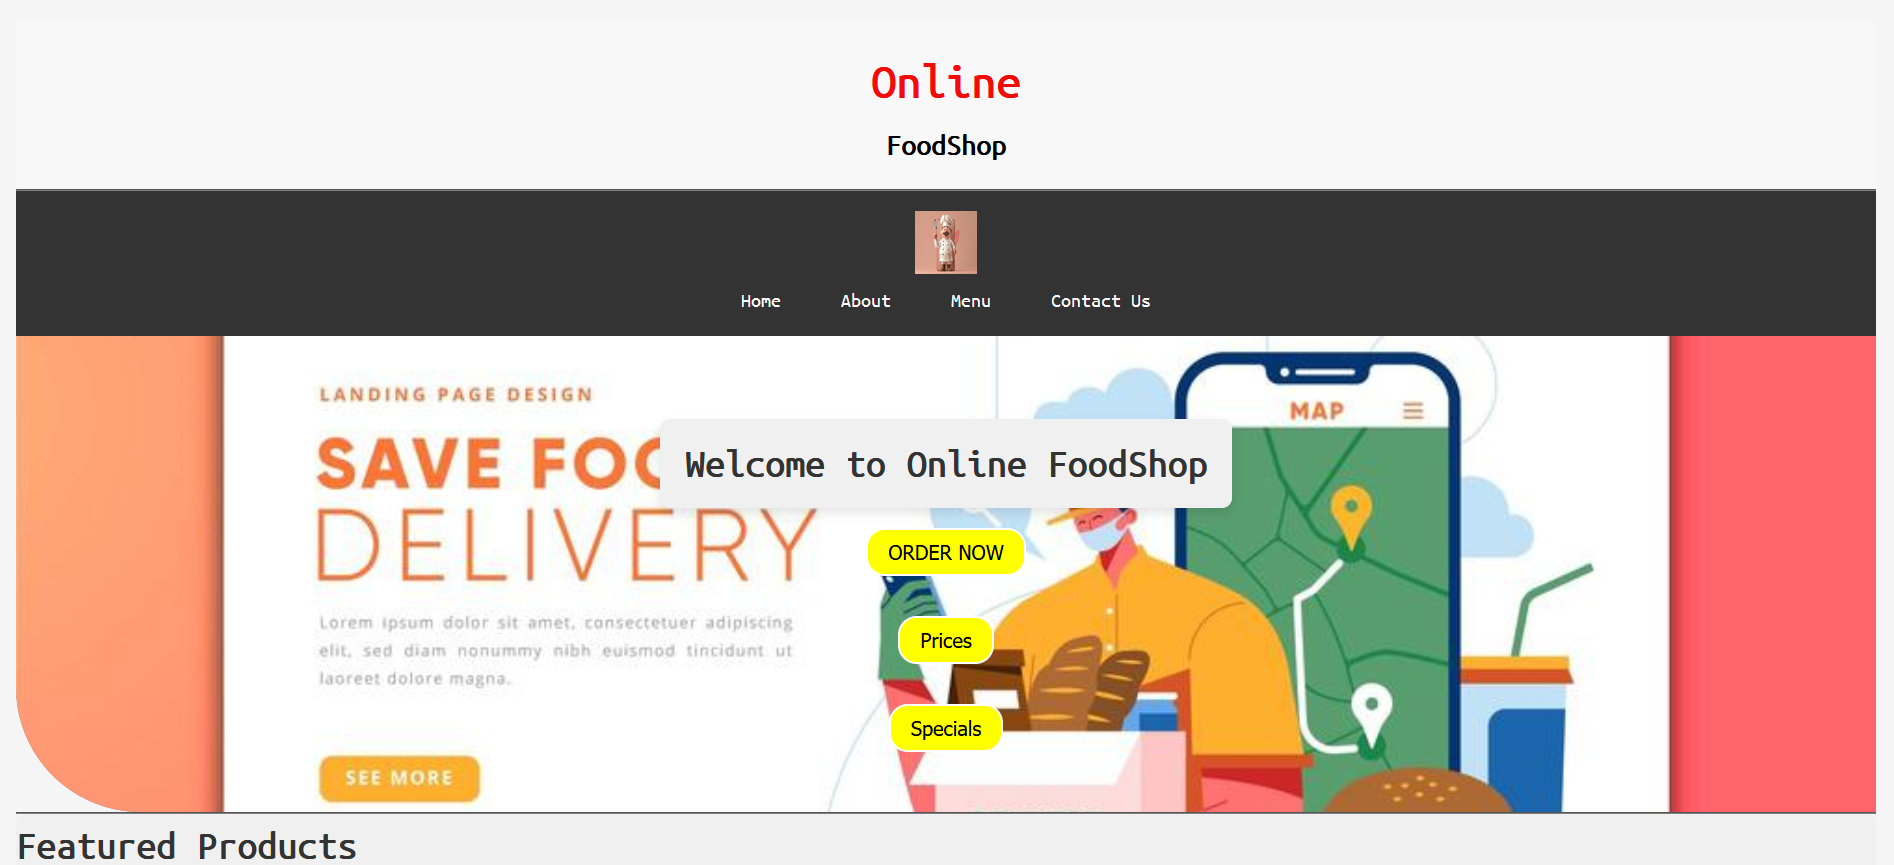 Online
FoodShop
Home About Menu Contact Us
LANDING PAGE DESIGN
MAP
SAVE
Welcome to Online FoodShop
DELIVERY
ORDER NOW
Lorem ipsum dolor sit amet, consectetuer adipiscing
elit, sed diam nonummy nibh euismod tincidunt ut
laoreet dolore magna.
Prices
Specials
SEE MORE
Featured Products